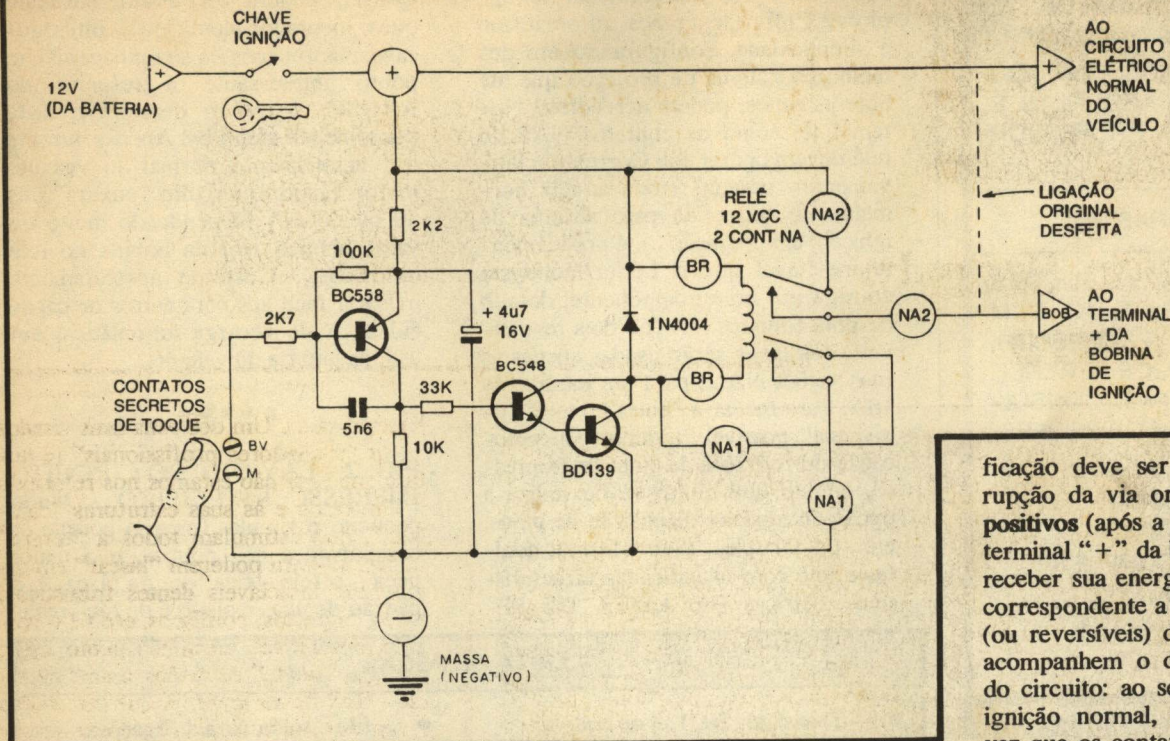 CHAVE
IGNIÇÃO
+
12V
(DA BATERIA)
+
+
AO
CIRCUITO
ELÉTRICO
NORMAL
DO
VEÍCULO
LIGAÇÃO
ORIGINAL
DESFEITA
RELÊ
12 VCC
2 CONT NA
NA2
2K2
100K
BC558
BR
NA2
BOB
AO
TERMINAL
+ DA
BOBINA
DE
IGNIÇÃO
2K7
+ 4u7
16V
1N4004
BC548
CONTATOS
SECRETOS
DE TOQUE
33K
BR
5n6
BV
M
10K
BD139
NA1
NA1
–
MASSA
(NEGATIVO)
ficação deve ser
rupção da via or
positivos (após a
terminal "+" da
receber sua energ
correspondente a
(ou reversíveis) d
acompanhem o
do circuito: ao se
ignição normal,
que os